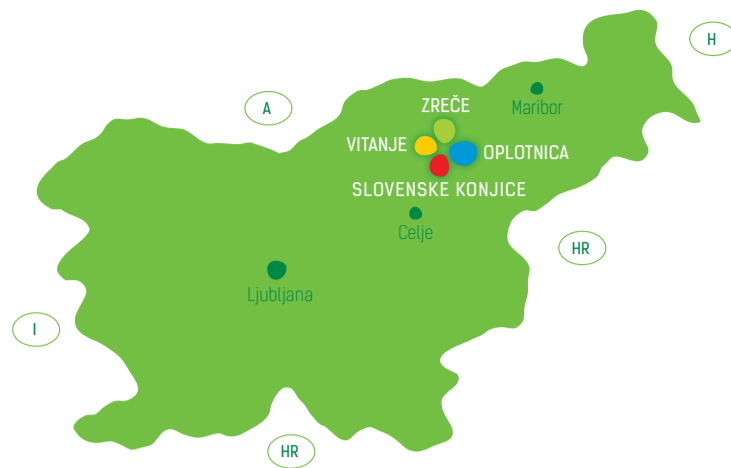 H
A
ZREČE
Maribor
VITANJE
OPLOTNICA
SLOVENSKE KONJICE
Celje
HR
Ljubljana
I
HR